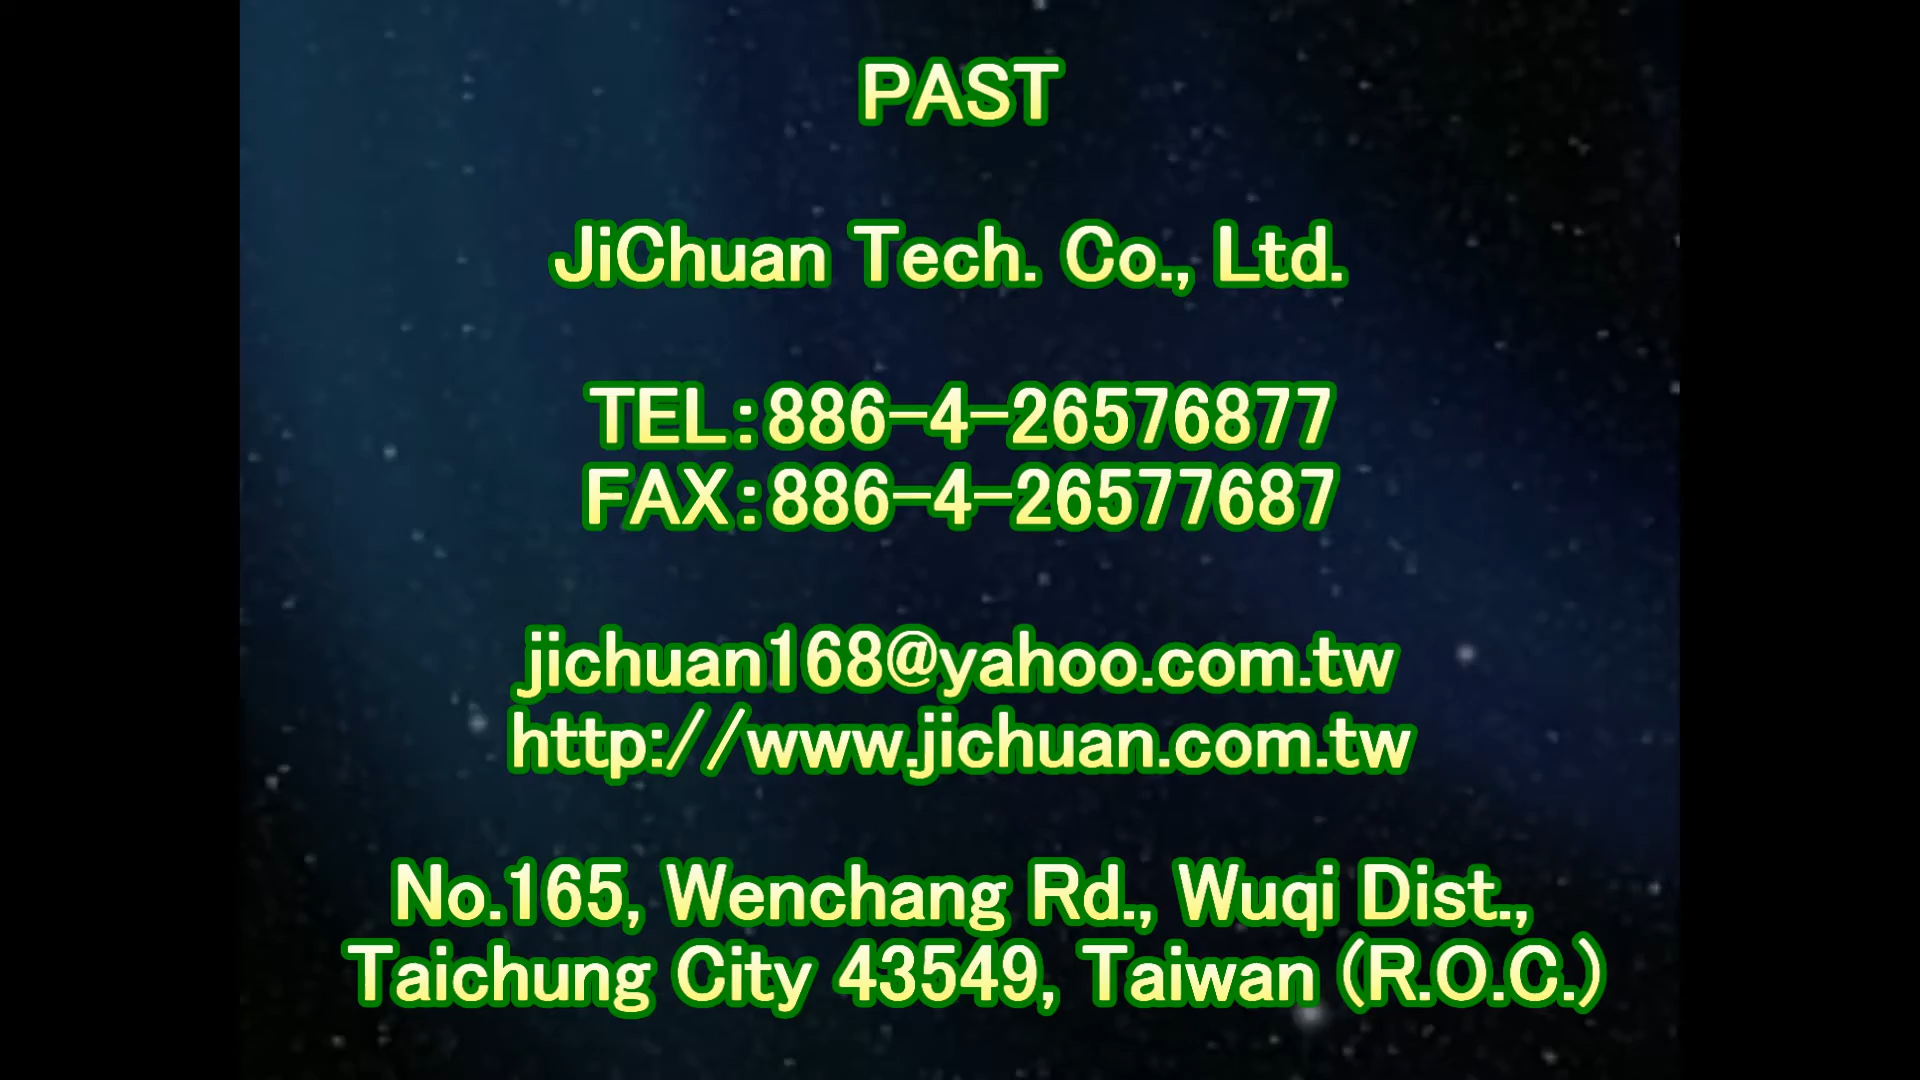 PAST
JiChuan Tech. Co., Ltd.
TEL:886-4-26576877
FAX:886-4-26577687
jichuan168@yahoo.com.tw
http://www.jichuan.com.tw
No.165, Wenchang Rd., Wuqi Dist.,
Taichung City 43549, Taiwan (R.O.C.)